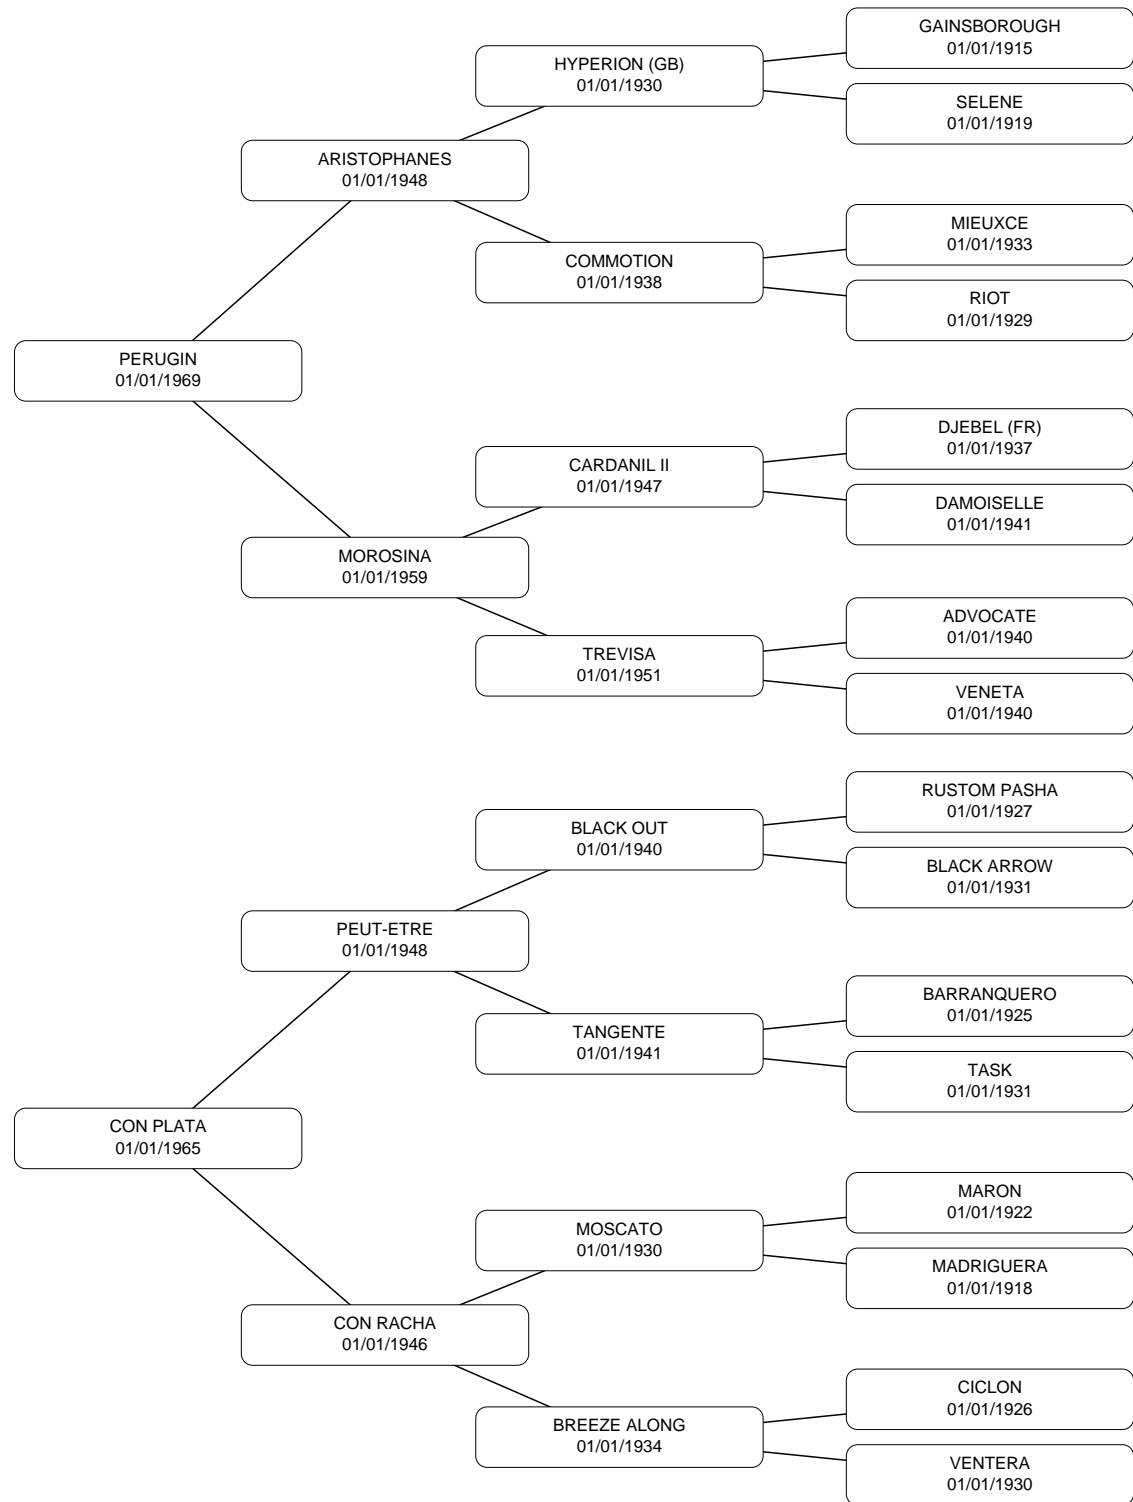 GAINSBOROUGH
01/01/1915
HYPERION (GB)
01/01/1930
SELENE
01/01/1919
ARISTOPHANES
01/01/1948
MIEUXCE
01/01/1933
COMMOTION
01/01/1938
RIOT
01/01/1929
PERUGIN
01/01/1969
DJEBEL (FR)
01/01/1937
CARDANIL II
01/01/1947
DAMOISELLE
01/01/1941
MOROSINA
01/01/1959
ADVOCATE
01/01/1940
TREVISA
01/01/1951
VENETA
01/01/1940
RUSTOM PASHA
01/01/1927
BLACK OUT
01/01/1940
BLACK ARROW
01/01/1931
PEUT-ETRE
01/01/1948
BARRANQUERO
01/01/1925
TANGENTE
01/01/1941
TASK
01/01/1931
CON PLATA
01/01/1965
MARON
01/01/1922
MOSCATO
01/01/1930
MADRIGUERA
01/01/1918
CON RACHA
01/01/1946
CICLON
01/01/1926
BREEZE ALONG
01/01/1934
VENTERA
01/01/1930